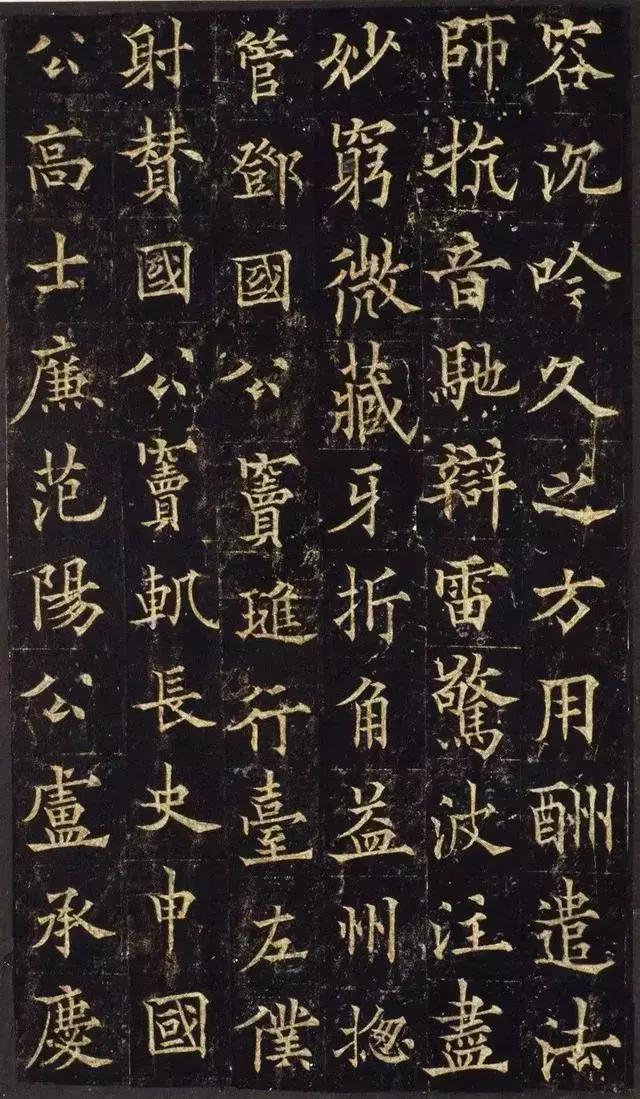 容沉吟久之方用酬遣法
師抗音馳辯雷驚波注盡
妙窮微藏牙折角益州揔
管鄧國公竇璡行臺左僕
射賛國公竇軌長史申國
公高士廉范陽公盧承慶